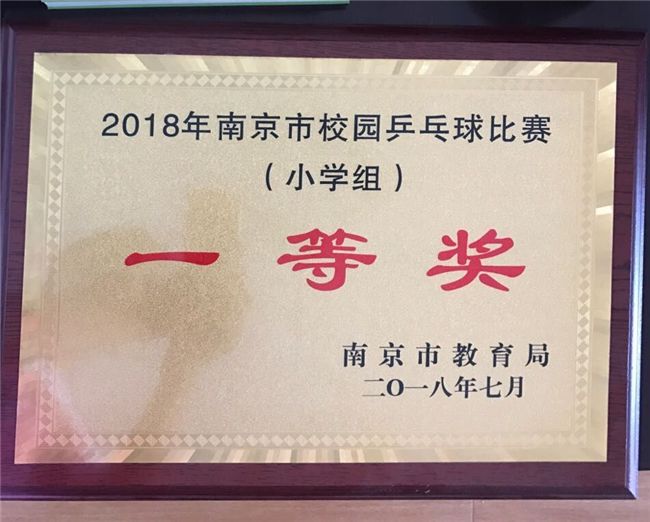 2018年南京市校园乒乓球比赛
（小学组）
一等奖
南京市教育局
二〇一八年七月